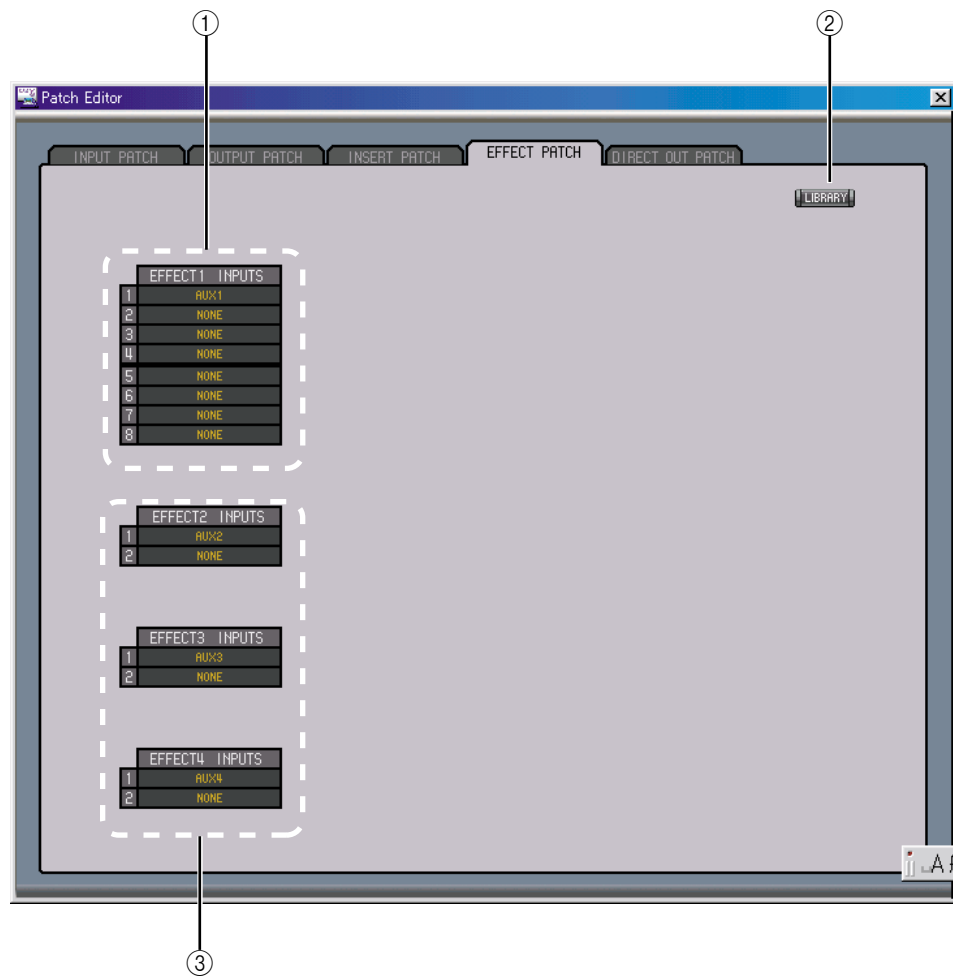 ① ②
Patch Editor
INPUT PATCH OUTPUT PATCH INSERT PATCH EFFECT PATCH DIRECT OUT PATCH
LIBRARY
EFFECT1 INPUTS
1 AUX1
2 NONE
3 NONE
4 NONE
5 NONE
6 NONE
7 NONE
8 NONE
EFFECT2 INPUTS
1 AUX2
2 NONE
EFFECT3 INPUTS
1 AUX3
2 NONE
EFFECT4 INPUTS
1 AUX4
2 NONE
A
③